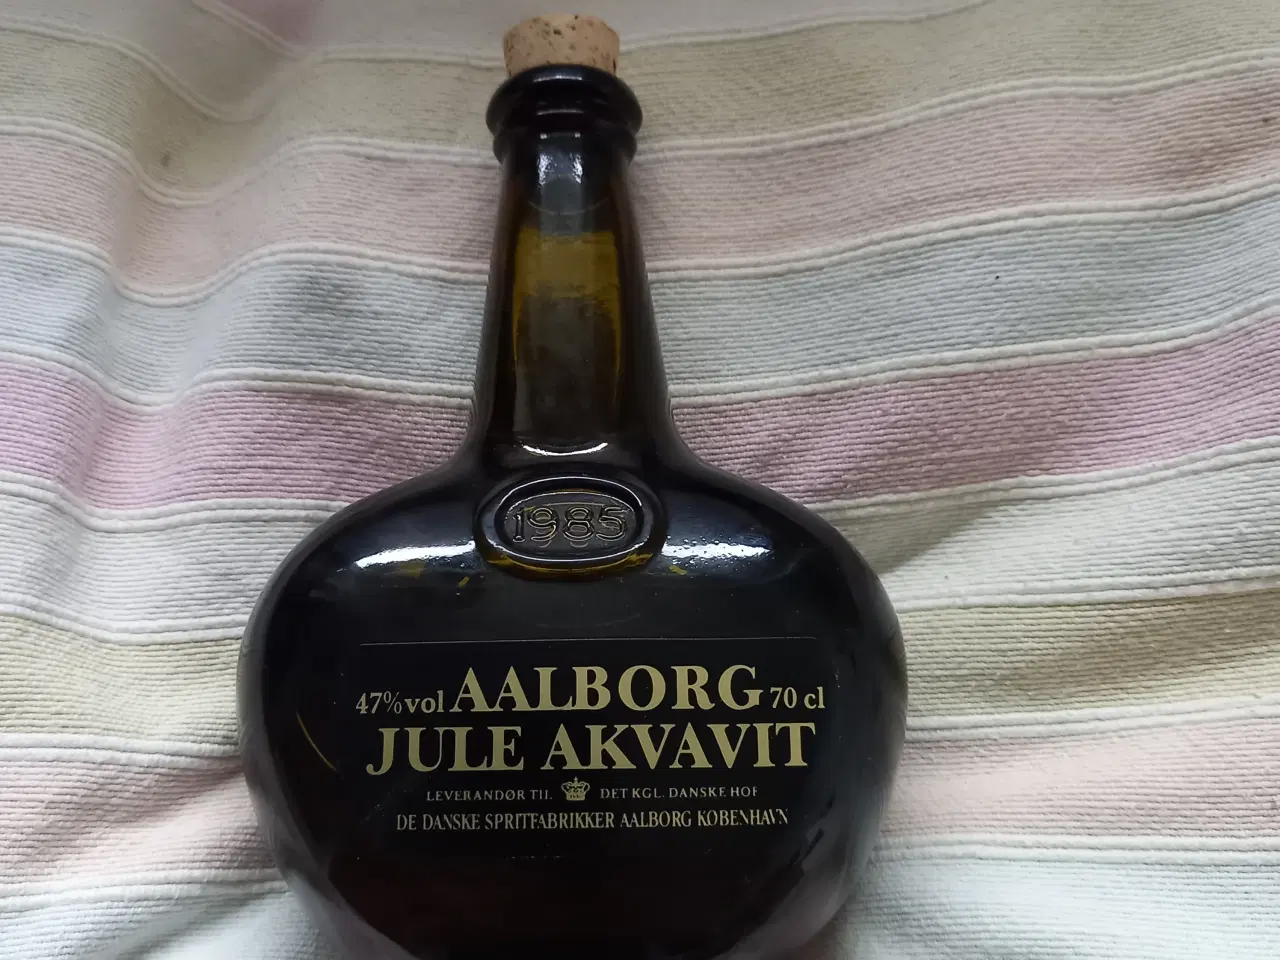 1985
47% vol AALBORG 70 cl
JULE AKVAVIT
LEVERANDØR TIL DET KGL. DANSKE HOF
DE DANSKE SPRITFABRIKKER AALBORG KØBENHAVN